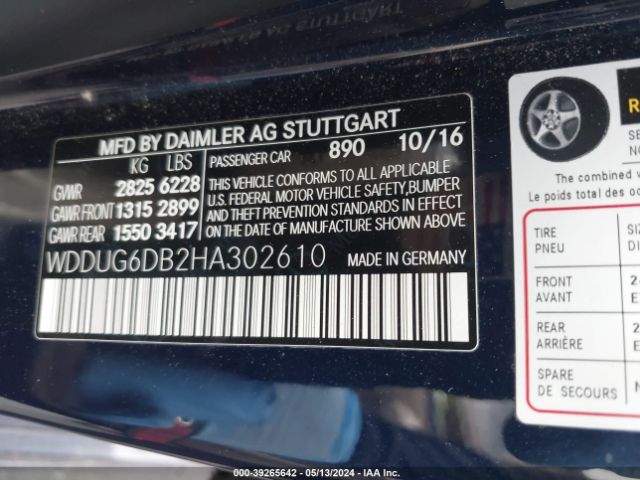 MFD BY DAIMLER AG STUTTGART
KG LBS
GVWR 2825 6228
GAWR FRONT 1315 2899
GAWR REAR 1550 3417
PASSENGER CAR 890 10/16
THIS VEHICLE CONFORMS TO ALL APPLICABLE
U.S. FEDERAL MOTOR VEHICLE SAFETY, BUMPER
AND THEFT PREVENTION STANDARDS IN EFFECT
ON THE DATE OF MANUFACTURE SHOWN ABOVE
WDDUG6DB2HA302610 MADE IN GERMANY
The combined
Le poids total des
TIRE
PNEU
FRONT
AVANT
REAR
ARRIÈRE
SPARE
DE SECOURS
000-39265642 - 05/13/2024 - IAA Inc.